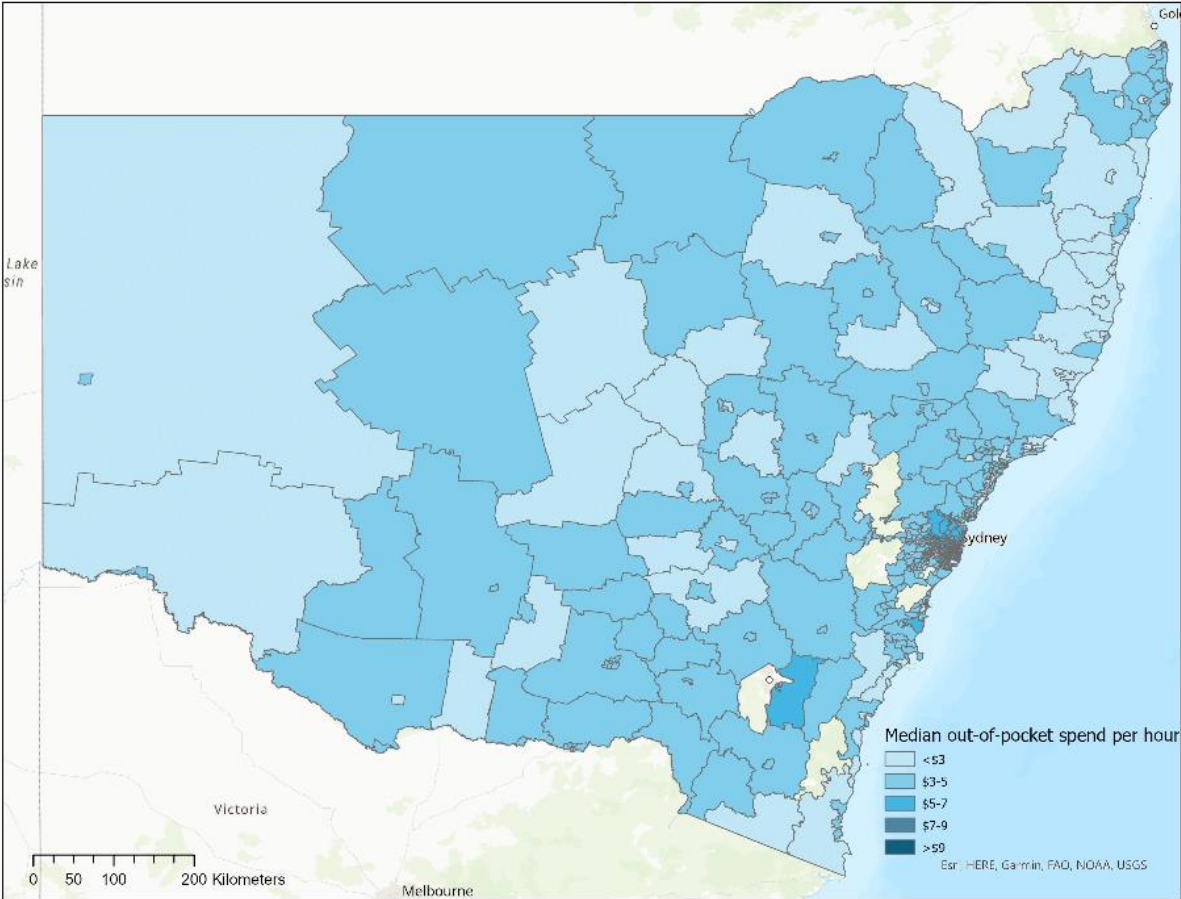 Lake
sin
Sydney
Victoria
Melbourne
0 50 100 200 Kilometers
Median out-of-pocket spend per hour
<$3
$3-5
$5-7
$7-9
>$9
Esri, HERE, Garmin, FAO, NOAA, USGS